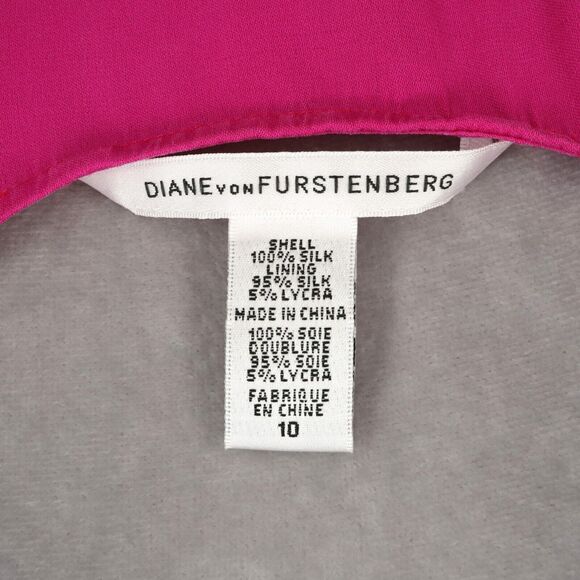 DIANE VON FURSTENBERG
SHELL
100% SILK
LINING
95% SILK
5% LYCRA
MADE IN CHINA
100% SOIE
DOUBLURE
95% SOIE
5% LYCRA
FABRIQUE
EN CHINE
10